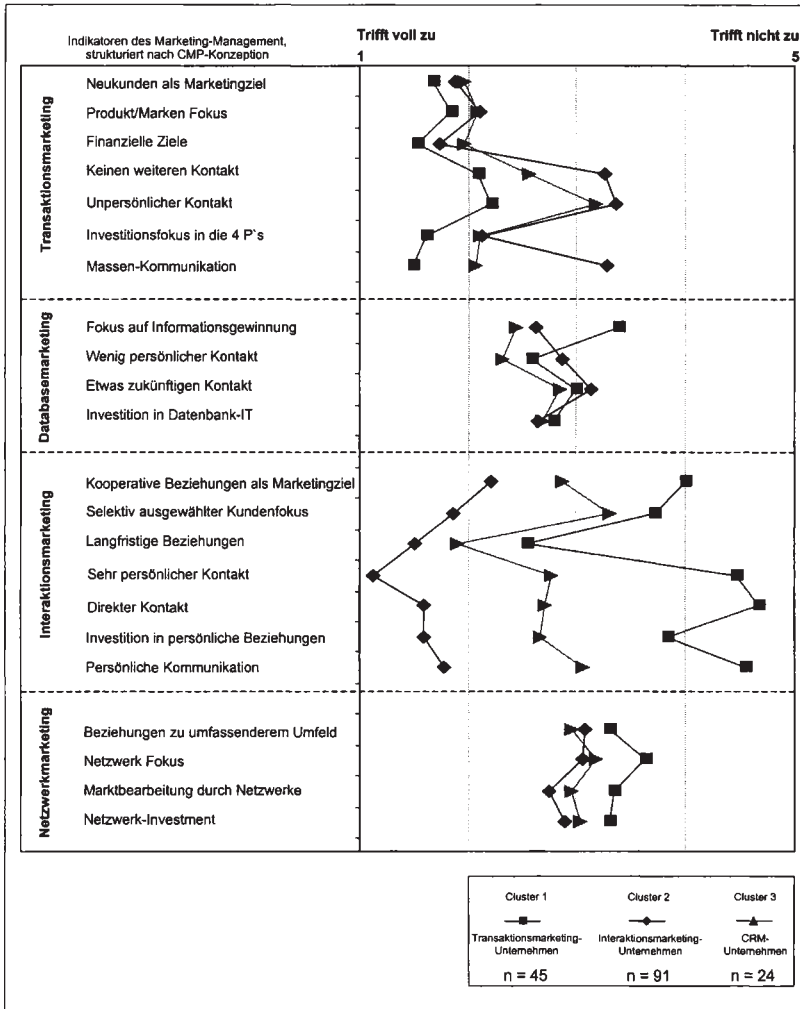 Indikatoren des Marketing-Management,
strukturiert nach CMP-Konzeption
Trifft voll zu
Trifft nicht zu
1
5
Transaktionsmarketing
Neukunden als Marketingziel
Produkt/Marken Fokus
Finanzielle Ziele
Keinen weiteren Kontakt
Unpersönlicher Kontakt
Investitionsfokus in die 4 P`s
Massen-Kommunikation
Databasemarketing
Fokus auf Informationsgewinnung
Wenig persönlicher Kontakt
Etwas zukünftigen Kontakt
Investition in Datenbank-IT
Interaktionsmarketing
Kooperative Beziehungen als Marketingziel
Selektiv ausgewählter Kundenfokus
Langfristige Beziehungen
Sehr persönlicher Kontakt
Direkter Kontakt
Investition in persönliche Beziehungen
Persönliche Kommunikation
Netzwerkmarketing
Beziehungen zu umfassenderem Umfeld
Netzwerk Fokus
Marktbearbeitung durch Netzwerke
Netzwerk-Investment
Cluster 1
Transaktionsmarketing-
Unternehmen
n = 45
Cluster 2
Interaktionsmarketing-
Unternehmen
n = 91
Cluster 3
CRM-
Unternehmen
n = 24